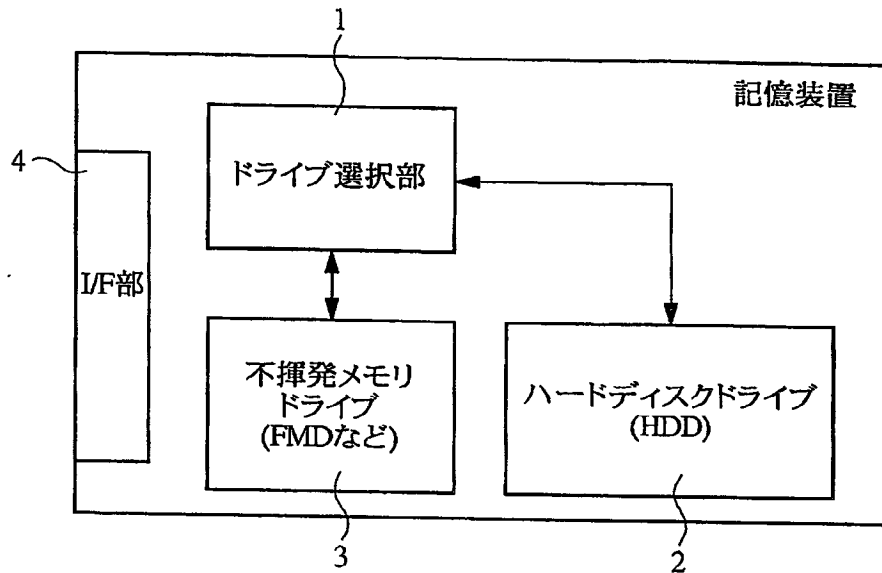 1
記憶装置
4
ドライブ選択部
I/F部
不揮発メモリ
ドライブ
(FMDなど)
ハードディスクドライブ
(HDD)
3
2